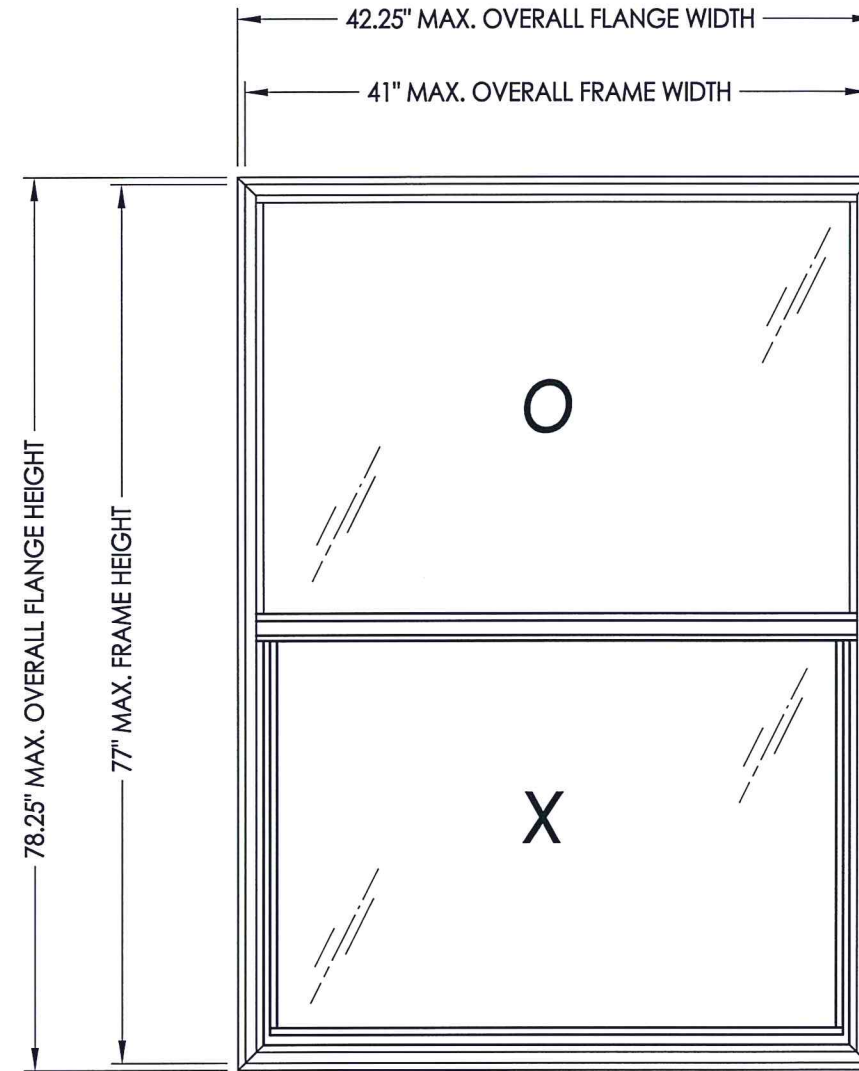 42.25" MAX. OVERALL FLANGE WIDTH
41" MAX. OVERALL FRAME WIDTH
78.25" MAX. OVERALL FLANGE HEIGHT
77" MAX. FRAME HEIGHT
O
X